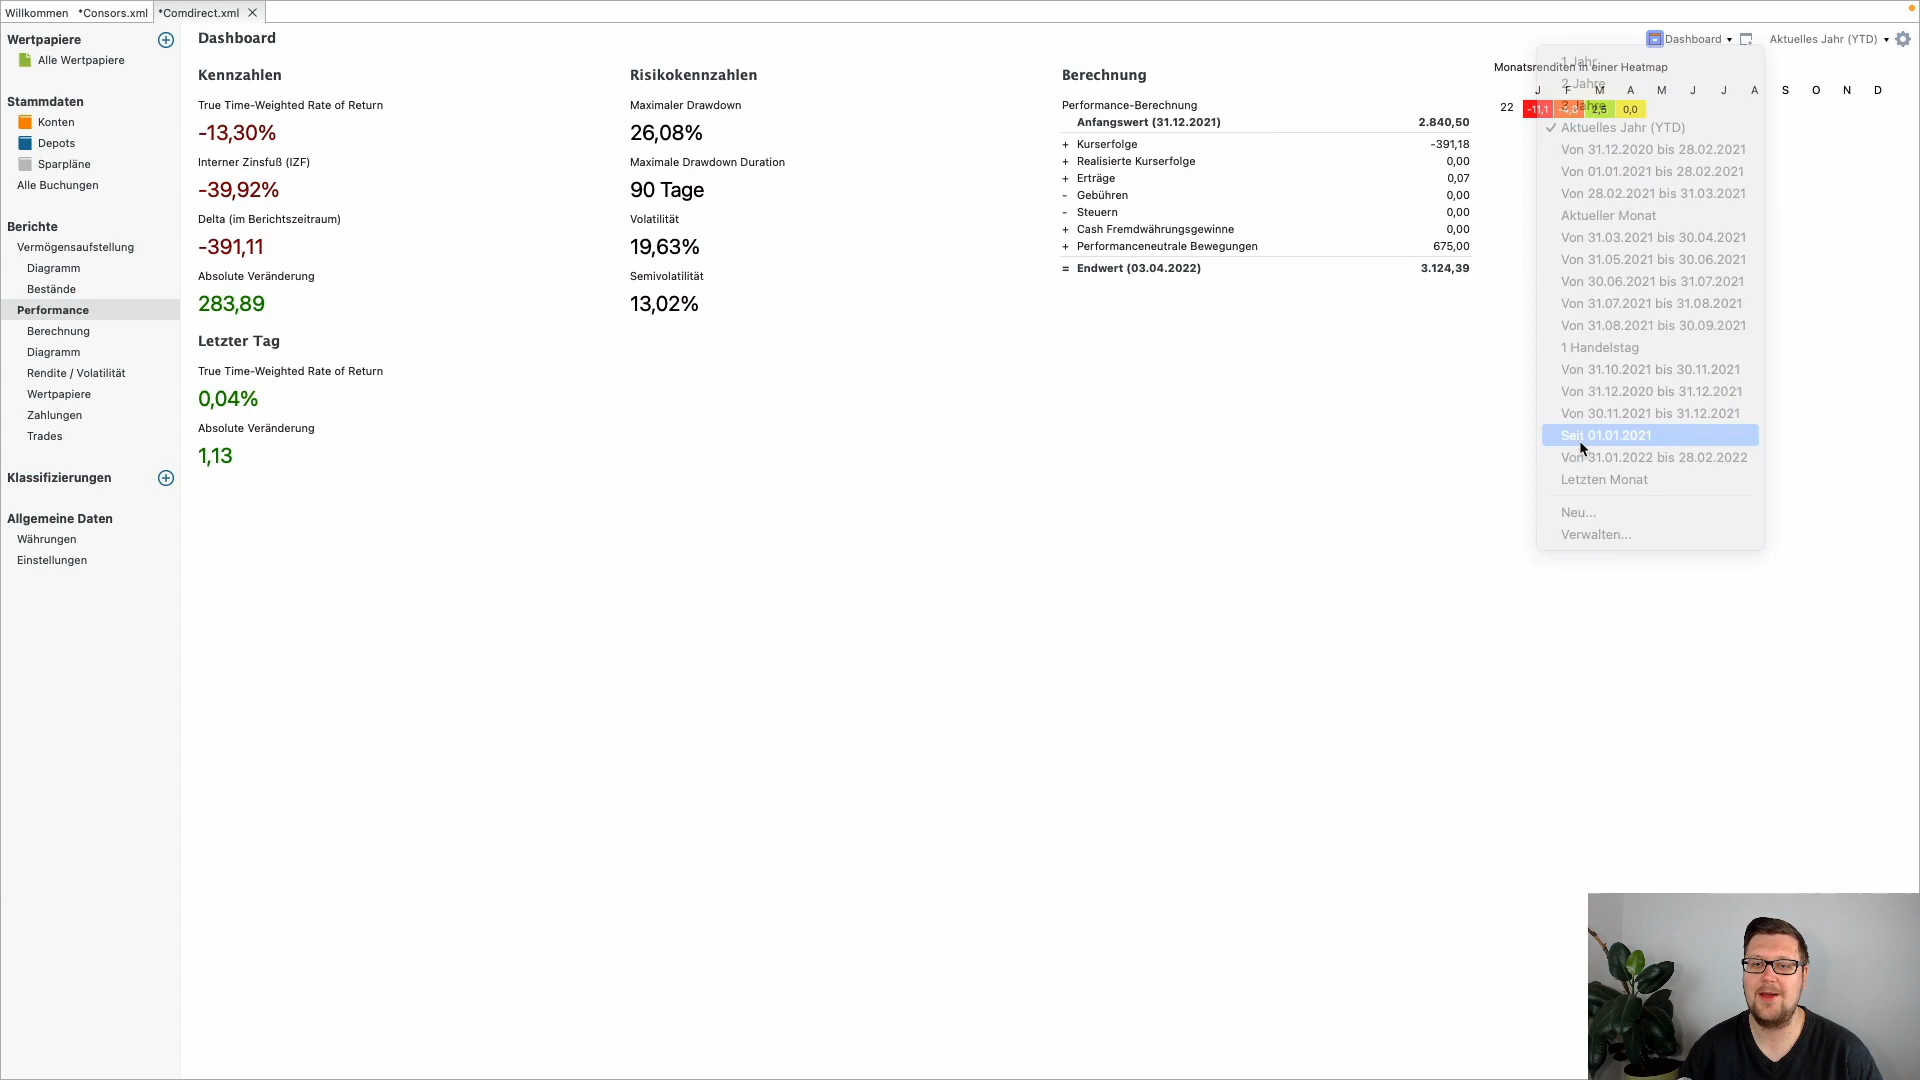 Willkommen *Consors.xml *Comdirect.xml
Wertpapiere
Alle Wertpapiere
Stammdaten
Konten
Depots
Sparpläne
Alle Buchungen
Berichte
Vermögensaufstellung
Diagramm
Bestände
Performance
Berechnung
Diagramm
Rendite / Volatilität
Wertpapiere
Zahlungen
Trades
Klassifizierungen
Allgemeine Daten
Währungen
Einstellungen
Dashboard
Kennzahlen
True Time-Weighted Rate of Return
-13,30%
Interner Zinsfuß (IZF)
-39,92%
Delta (im Berichtszeitraum)
-391,11
Absolute Veränderung
283,89
Letzter Tag
True Time-Weighted Rate of Return
0,04%
Absolute Veränderung
1,13
Risikokennzahlen
Maximaler Drawdown
26,08%
Maximale Drawdown Duration
90 Tage
Volatilität
19,63%
Semivolatilität
13,02%
Berechnung
Performance-Berechnung
Anfangswert (31.12.2021) 2.840,50
+ Kurserfolge -391,18
+ Realisierte Kurserfolge 0,00
+ Erträge 0,07
- Gebühren 0,00
- Steuern 0,00
+ Cash Fremdwährungsgewinne 0,00
+ Performanceneutrale Bewegungen 675,00
= Endwert (03.04.2022) 3.124,39
Dashboard Aktuelles Jahr (YTD)
Monatsrenditen in einer Heatmap
J F M A M J J A S O N D
22 -11,1 2,5 0,0
1 Jahr
2 Jahre
3 Jahre
Aktuelles Jahr (YTD)
Von 31.12.2020 bis 28.02.2021
Von 01.01.2021 bis 28.02.2021
Von 28.02.2021 bis 31.03.2021
Aktueller Monat
Von 31.03.2021 bis 30.04.2021
Von 31.05.2021 bis 30.06.2021
Von 30.06.2021 bis 31.07.2021
Von 31.07.2021 bis 31.08.2021
Von 31.08.2021 bis 30.09.2021
1 Handelstag
Von 31.10.2021 bis 30.11.2021
Von 31.12.2020 bis 31.12.2021
Von 30.11.2021 bis 31.12.2021
Seit 01.01.2021
Von 31.01.2022 bis 28.02.2022
Letzten Monat
Neu...
Verwalten...